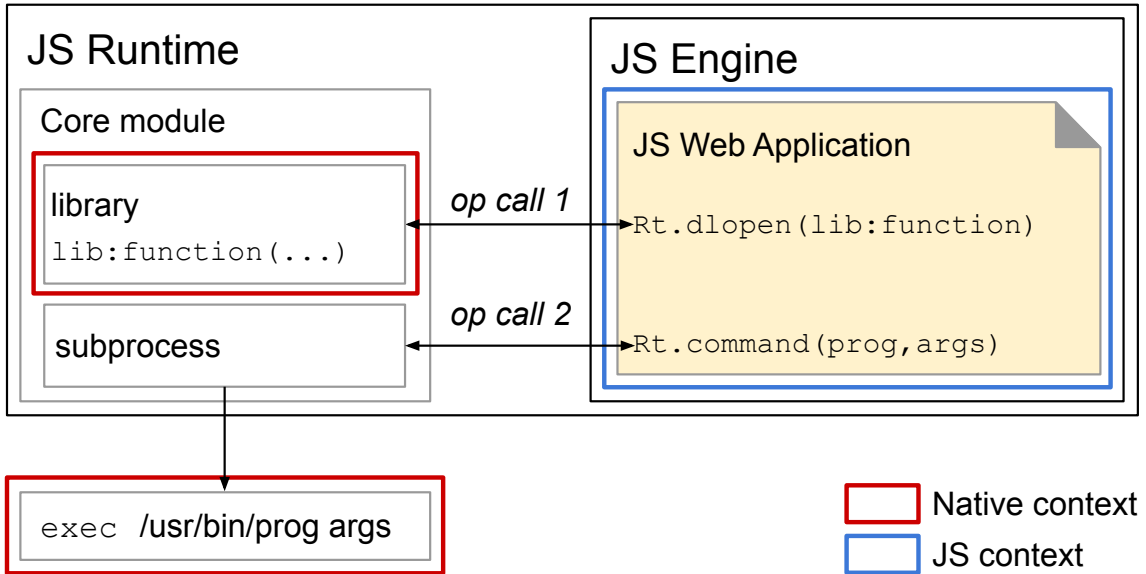 JS Runtime
Core module
library
lib:function(...)
subprocess
op call 1
op call 2
JS Engine
JS Web Application
Rt.dlopen(lib:function)
Rt.command(prog,args)
exec /usr/bin/prog args
Native context
JS context